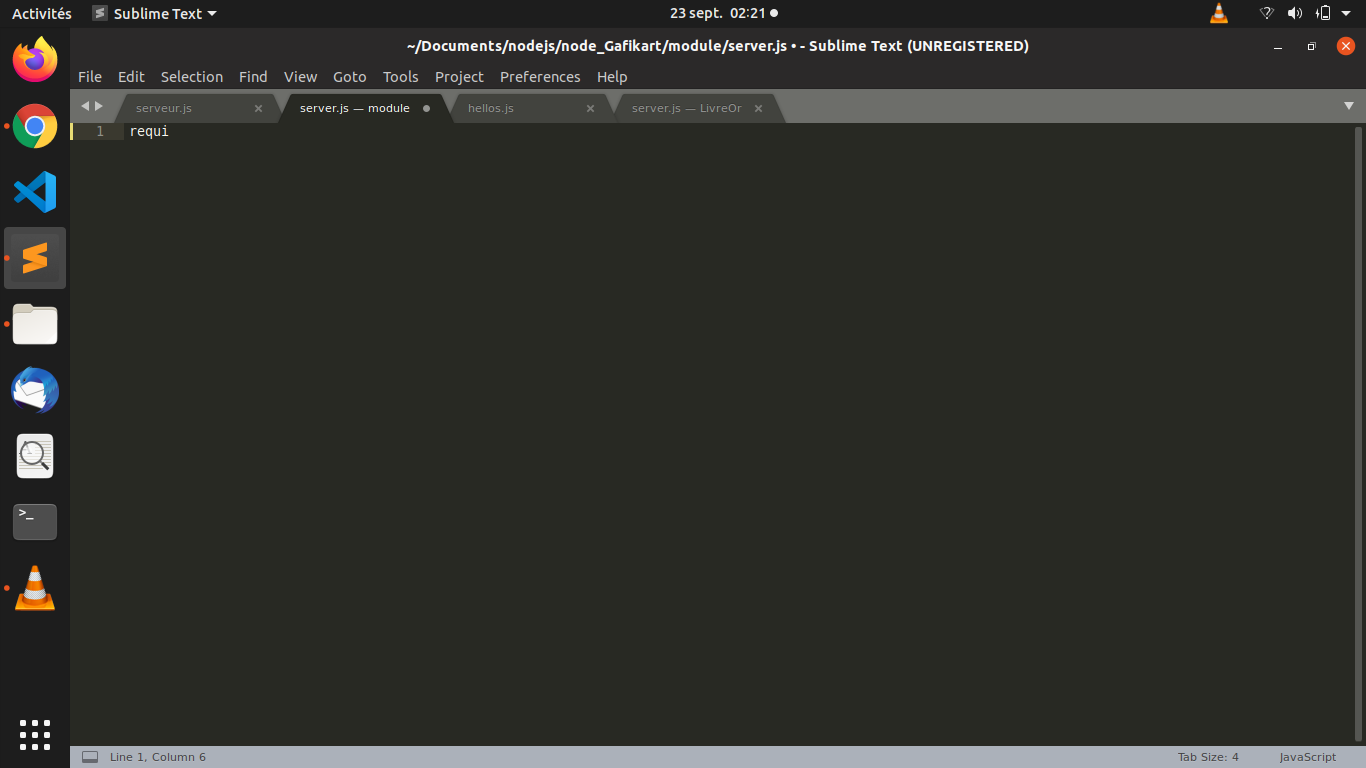 Activités Sublime Text 23 sept. 02:21
~/Documents/nodejs/node_Gafikart/module/server.js • - Sublime Text (UNREGISTERED)
File Edit Selection Find View Goto Tools Project Preferences Help
serveur.js server.js — module hellos.js server.js — LivreOr
1 requi
>_
Line 1, Column 6 Tab Size: 4 JavaScript